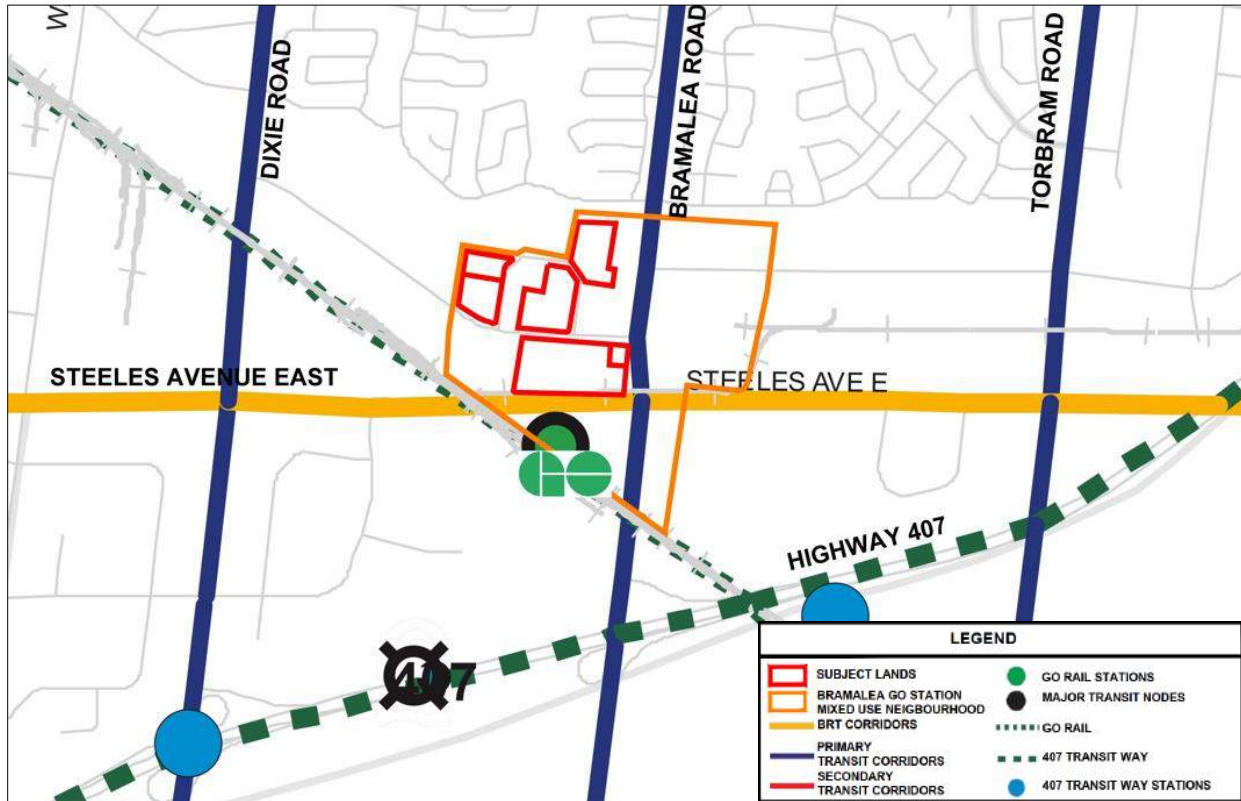 W
DIXIE ROAD
BRAMALEA ROAD
TORBRAM ROAD
STEELES AVENUE EAST
STEELES AVE E
GO
HIGHWAY 407
407
LEGEND
SUBJECT LANDS
BRAMALEA GO STATION
MIXED USE NEIGBOURHOOD
BRT CORRIDORS
PRIMARY
TRANSIT CORRIDORS
SECONDARY
TRANSIT CORRIDORS
GO RAIL STATIONS
MAJOR TRANSIT NODES
GO RAIL
407 TRANSIT WAY
407 TRANSIT WAY STATIONS